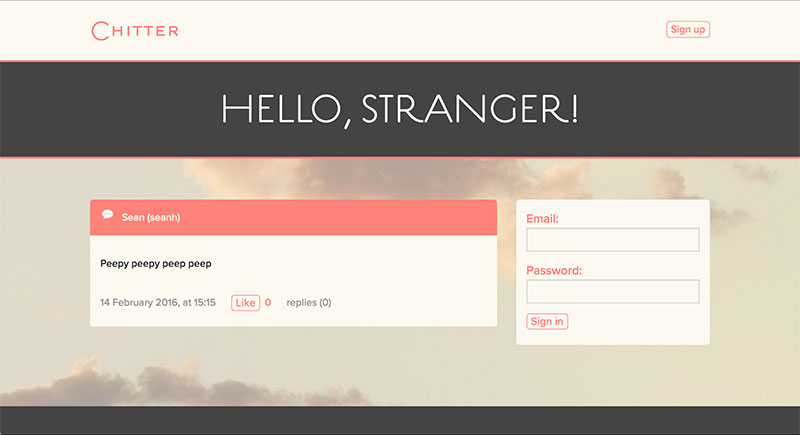 CHITTER
Sign up
HELLO, STRANGER!
Sean (seanh)
Peepy peepy peep peep
14 February 2016, at 15:15 Like 0 replies (0)
Email:
Password:
Sign in